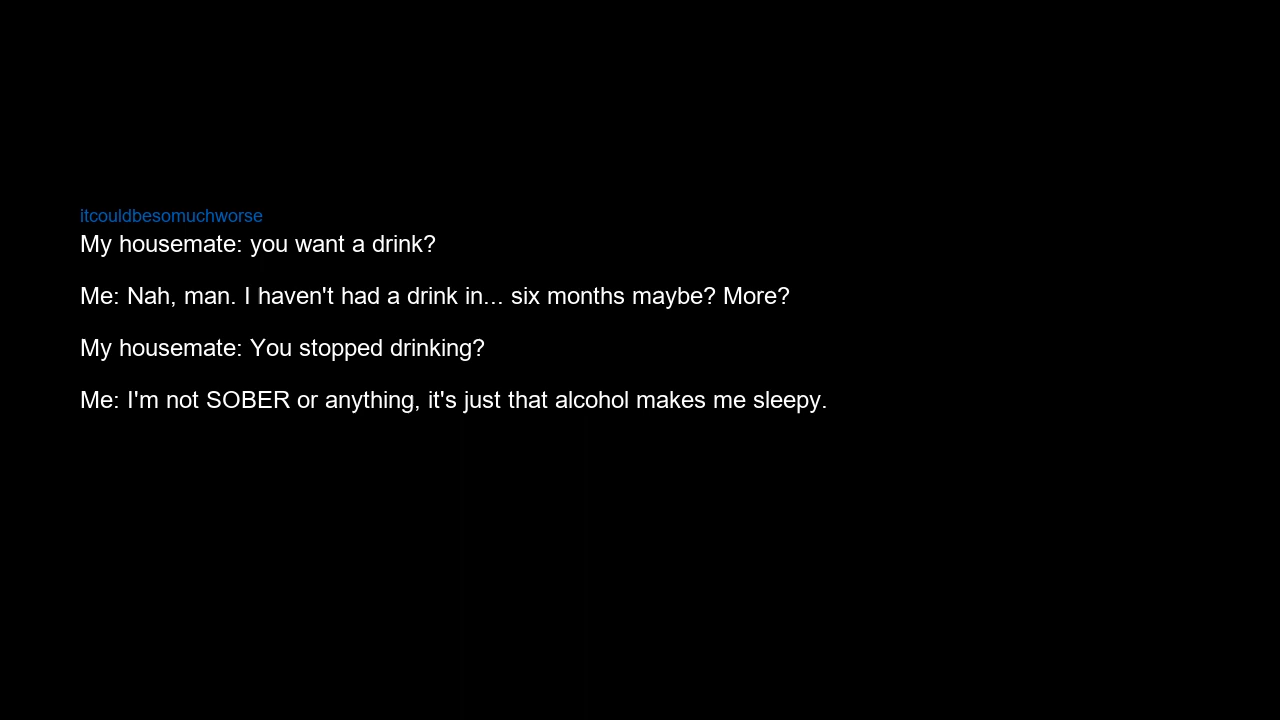 itcouldbesomuchworse
My housemate: you want a drink?
Me: Nah, man. I haven't had a drink in... six months maybe? More?
My housemate: You stopped drinking?
Me: I'm not SOBER or anything, it's just that alcohol makes me sleepy.